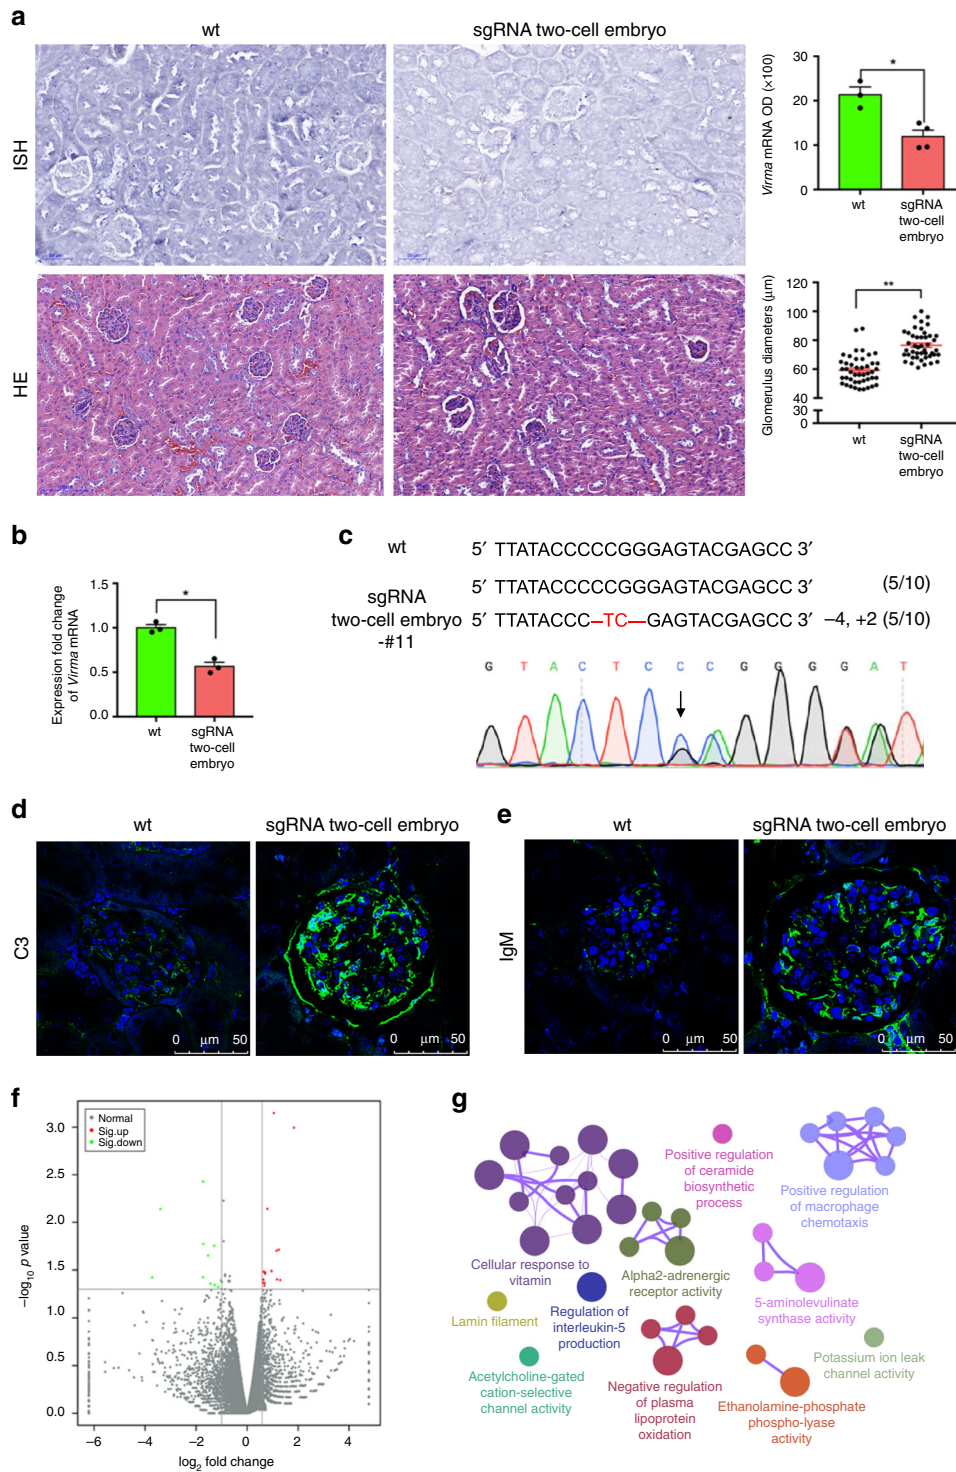 a
wt
sgRNA two-cell embryo
ISH
HE
Virma mRNA OD (×100)
30
20
10
0
*
wt
sgRNA
two-cell
embryo
Glomerulus diameters (μm)
120
100
80
60
40
30
0
**
wt
sgRNA
two-cell
embryo
b
Expression fold change
of Virma mRNA
1.5
1.0
0.5
0.0
*
wt
sgRNA
two-cell
embryo
c
wt
5′ TTATACCCCCGGGAGTACGAGCC 3′
sgRNA
two-cell embryo
-#11
5′ TTATACCCCCGGGAGTACGAGCC 3′ (5/10)
5′ TTATACCC–TC–GAGTACGAGCC 3′ −4, +2 (5/10)
G T A C T C C C G G G G A T
d
wt
sgRNA two-cell embryo
C3
0 μm 50
0 μm 50
e
wt
sgRNA two-cell embryo
IgM
0 μm 50
0 μm 50
f
Normal
Sig.up
Sig.down
−log10 p value
3.0
2.5
2.0
1.5
1.0
0.5
0.0
−6 −4 −2 0 2 4
log2 fold change
g
Cellular response to
vitamin
Positive regulation
of ceramide
biosynthetic
process
Positive regulation
of macrophage
chemotaxis
Alpha2-adrenergic
receptor activity
5-aminolevulinate
synthase activity
Lamin filament
Regulation of
interleukin-5
production
Potassium ion leak
channel activity
Acetylcholine-gated
cation-selective
channel activity
Negative regulation
of plasma
lipoprotein
oxidation
Ethanolamine-phosphate
phospho-lyase
activity